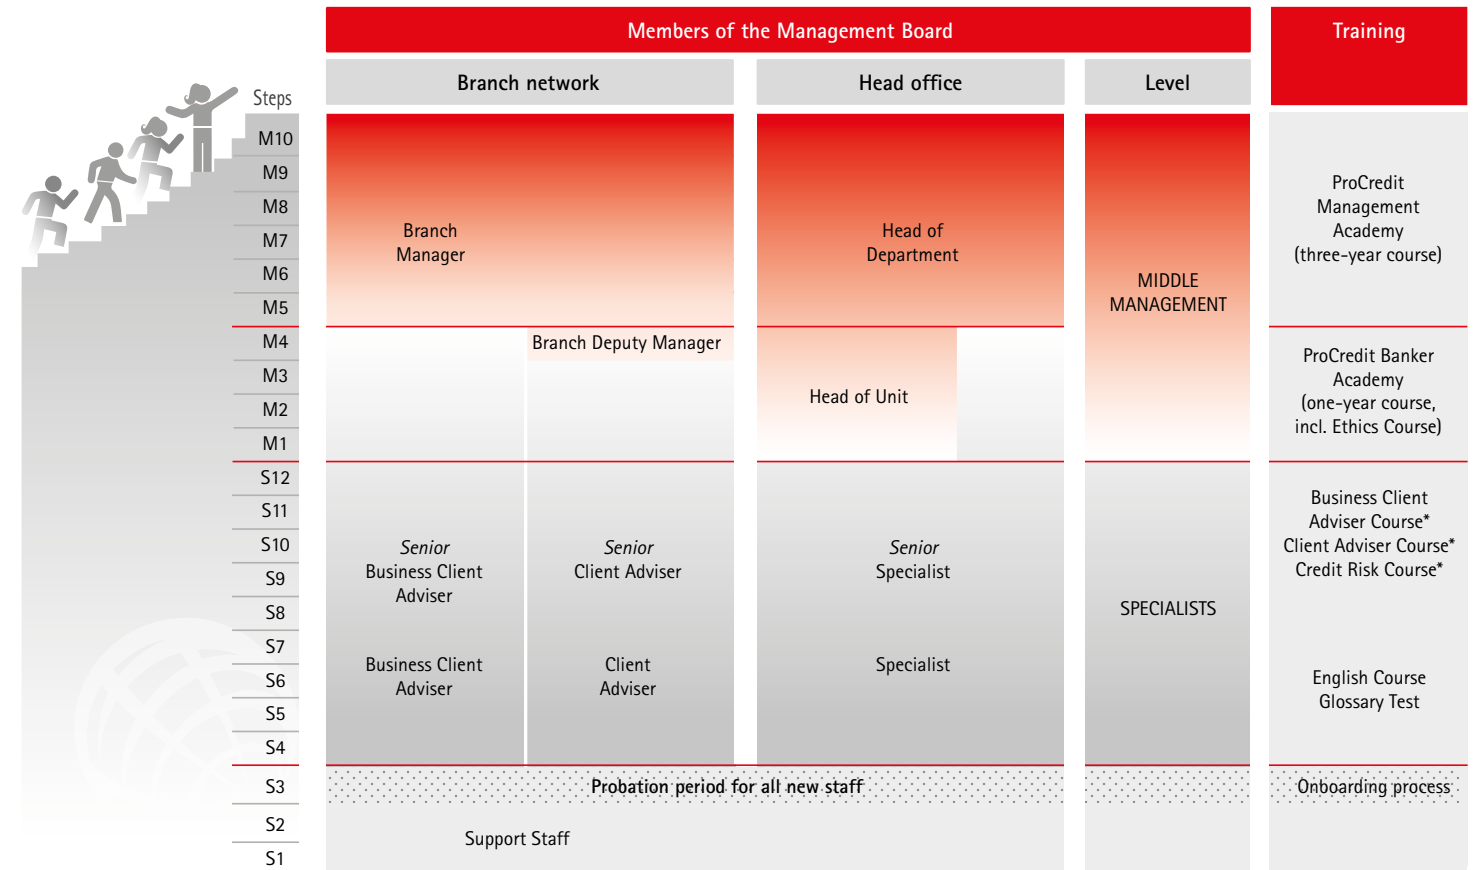 Members of the Management Board
Training
Branch network
Head office
Level
Steps
M10
M9
M8
M7
M6
M5
M4
M3
M2
M1
S12
S11
S10
S9
S8
S7
S6
S5
S4
S3
S2
S1
Branch
Manager
Head of
Department
MIDDLE
MANAGEMENT
ProCredit
Management
Academy
(three-year course)
Branch Deputy Manager
Head of Unit
ProCredit Banker
Academy
(one-year course,
incl. Ethics Course)
Senior
Business Client
Adviser
Senior
Client Adviser
Senior
Specialist
SPECIALISTS
Business Client
Adviser Course*
Client Adviser Course*
Credit Risk Course*
Business Client
Adviser
Client
Adviser
Specialist
English Course
Glossary Test
Probation period for all new staff
Onboarding process
Support Staff